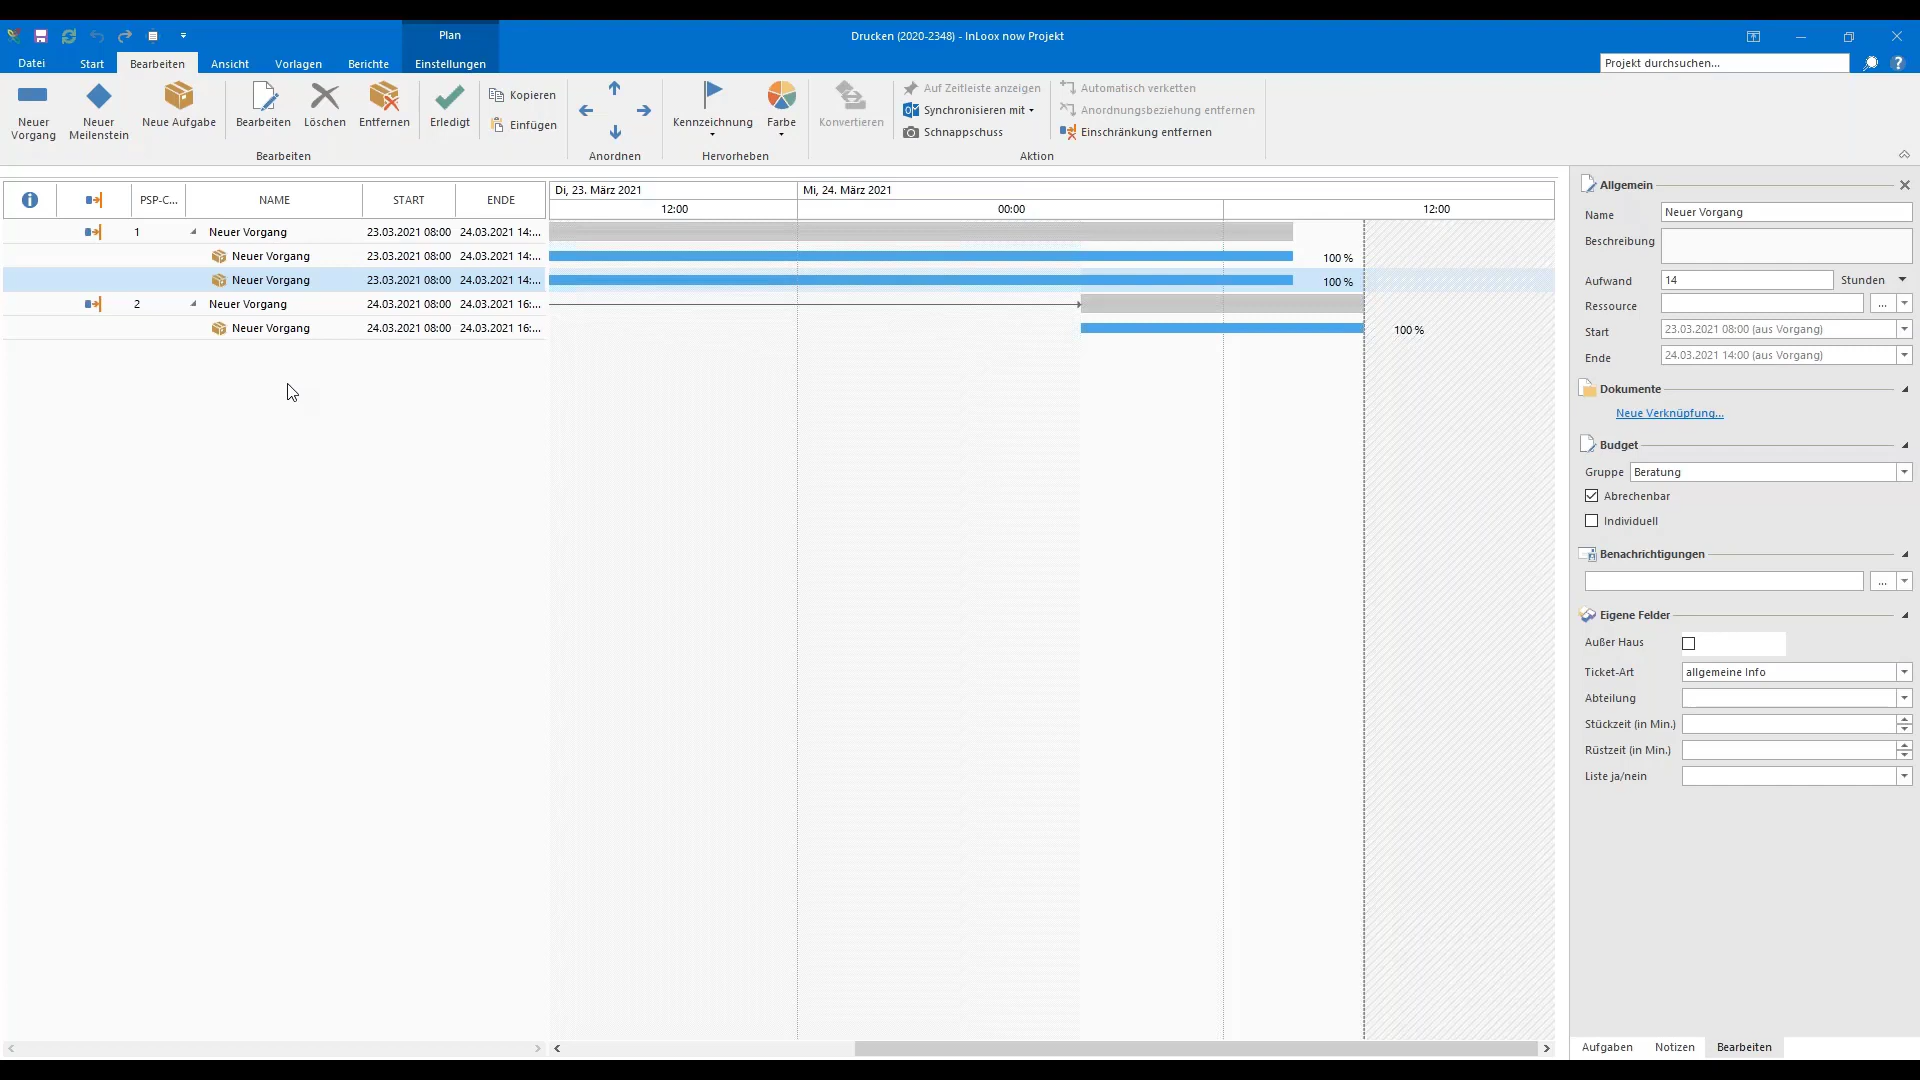 Plan
Drucken (2020-2348) - InLoox now Projekt
Datei Start Bearbeiten Ansicht Vorlagen Berichte Einstellungen
Projekt durchsuchen...
Neuer Vorgang
Neuer Meilenstein
Neue Aufgabe
Bearbeiten
Löschen
Entfernen
Erledigt
Kopieren
Einfügen
Bearbeiten
Anordnen
Kennzeichnung
Farbe
Hervorheben
Konvertieren
Auf Zeitleiste anzeigen
Synchronisieren mit
Schnappschuss
Automatisch verketten
Anordnungsbeziehung entfernen
Einschränkung entfernen
Aktion
PSP-C... NAME START ENDE
Di, 23. März 2021 Mi, 24. März 2021
12:00 00:00 12:00
1 Neuer Vorgang 23.03.2021 08:00 24.03.2021 14:...
Neuer Vorgang 23.03.2021 08:00 24.03.2021 14:... 100 %
Neuer Vorgang 23.03.2021 08:00 24.03.2021 14:... 100 %
2 Neuer Vorgang 24.03.2021 08:00 24.03.2021 16:...
Neuer Vorgang 24.03.2021 08:00 24.03.2021 16:... 100 %
Allgemein
Name Neuer Vorgang
Beschreibung
Aufwand 14 Stunden
Ressource ...
Start 23.03.2021 08:00 (aus Vorgang)
Ende 24.03.2021 14:00 (aus Vorgang)
Dokumente
Neue Verknüpfung...
Budget
Gruppe Beratung
Abrechenbar
Individuell
Benachrichtigungen
...
Eigene Felder
Außer Haus
Ticket-Art allgemeine Info
Abteilung
Stückzeit (in Min.)
Rüstzeit (in Min.)
Liste ja/nein
Aufgaben Notizen Bearbeiten